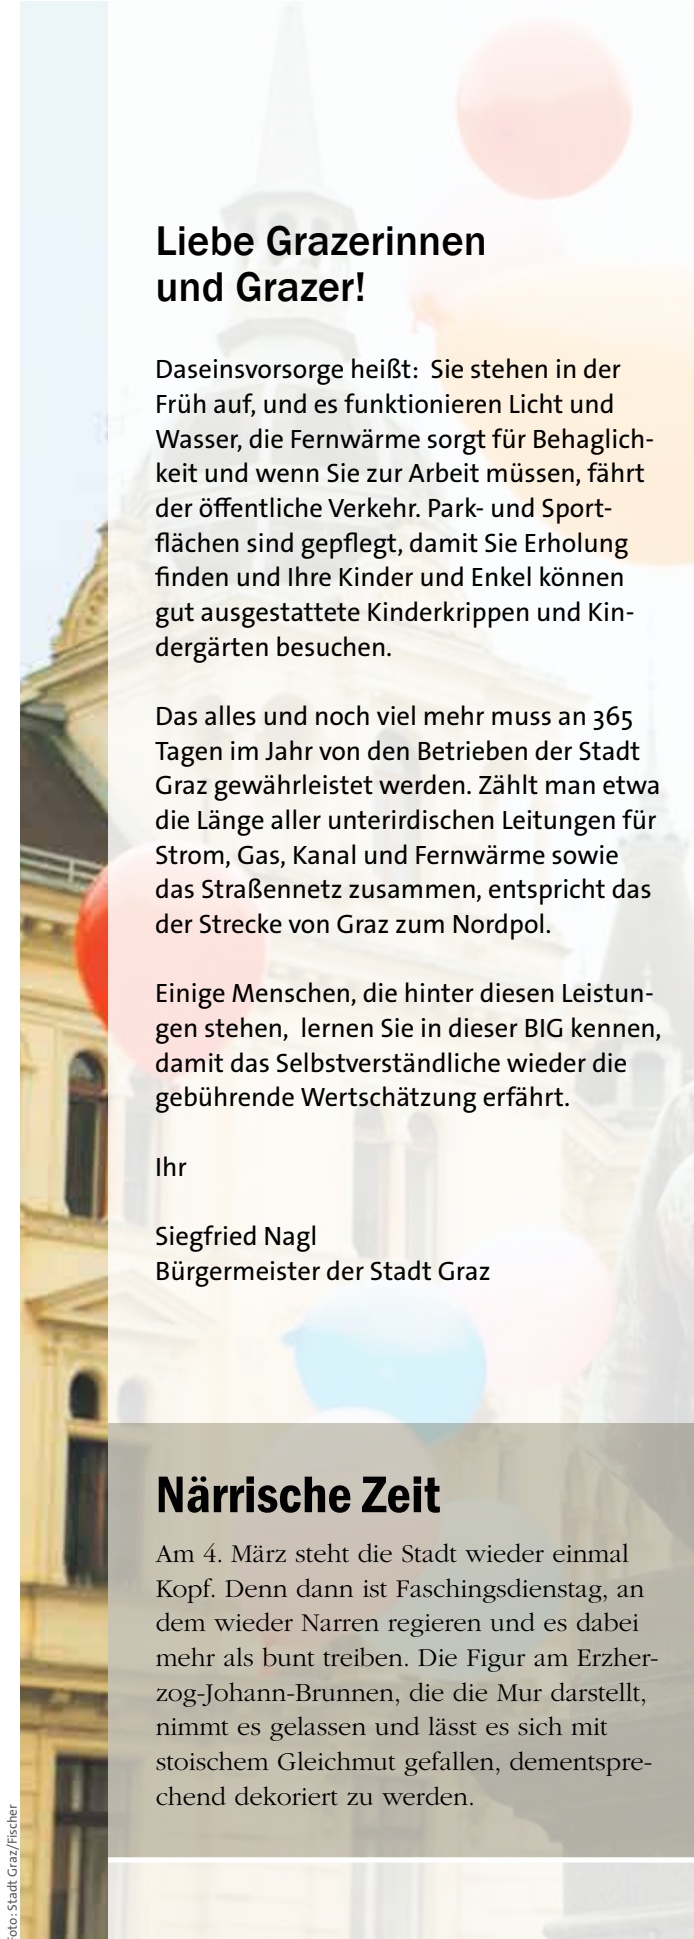 Liebe Grazerinnen
und Grazer!
Daseinsvorsorge heißt: Sie stehen in der
Früh auf, und es funktionieren Licht und
Wasser, die Fernwärme sorgt für Behaglich-
keit und wenn Sie zur Arbeit müssen, fährt
der öffentliche Verkehr. Park- und Sport-
flächen sind gepflegt, damit Sie Erholung
finden und Ihre Kinder und Enkel können
gut ausgestattete Kinderkrippen und Kin-
dergärten besuchen.
Das alles und noch viel mehr muss an 365
Tagen im Jahr von den Betrieben der Stadt
Graz gewährleistet werden. Zählt man etwa
die Länge aller unterirdischen Leitungen für
Strom, Gas, Kanal und Fernwärme sowie
das Straßennetz zusammen, entspricht das
der Strecke von Graz zum Nordpol.
Einige Menschen, die hinter diesen Leistun-
gen stehen, lernen Sie in dieser BIG kennen,
damit das Selbstverständliche wieder die
gebührende Wertschätzung erfährt.
Ihr
Siegfried Nagl
Bürgermeister der Stadt Graz
Närrische Zeit
Am 4. März steht die Stadt wieder einmal
Kopf. Denn dann ist Faschingsdienstag, an
dem wieder Narren regieren und es dabei
mehr als bunt treiben. Die Figur am Erzher-
zog-Johann-Brunnen, die die Mur darstellt,
nimmt es gelassen und lässt es sich mit
stoischem Gleichmut gefallen, dementspre-
chend dekoriert zu werden.
Foto: Stadt Graz/Fischer